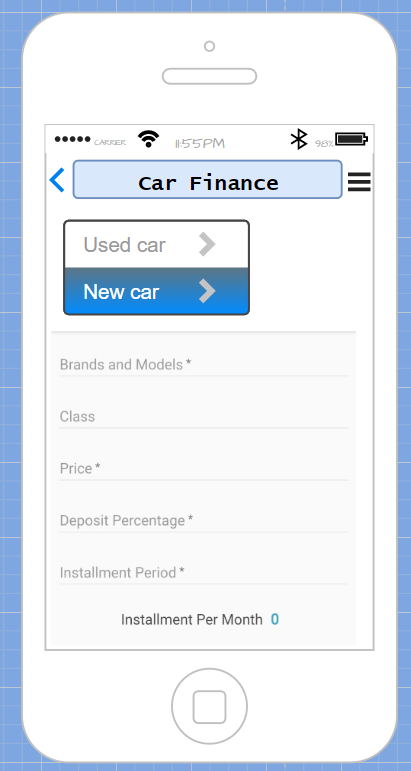 CARRIER 11:55PM 98%
Car Finance
Used car
New car
Brands and Models *
Class
Price *
Deposit Percentage *
Installment Period *
Installment Per Month 0